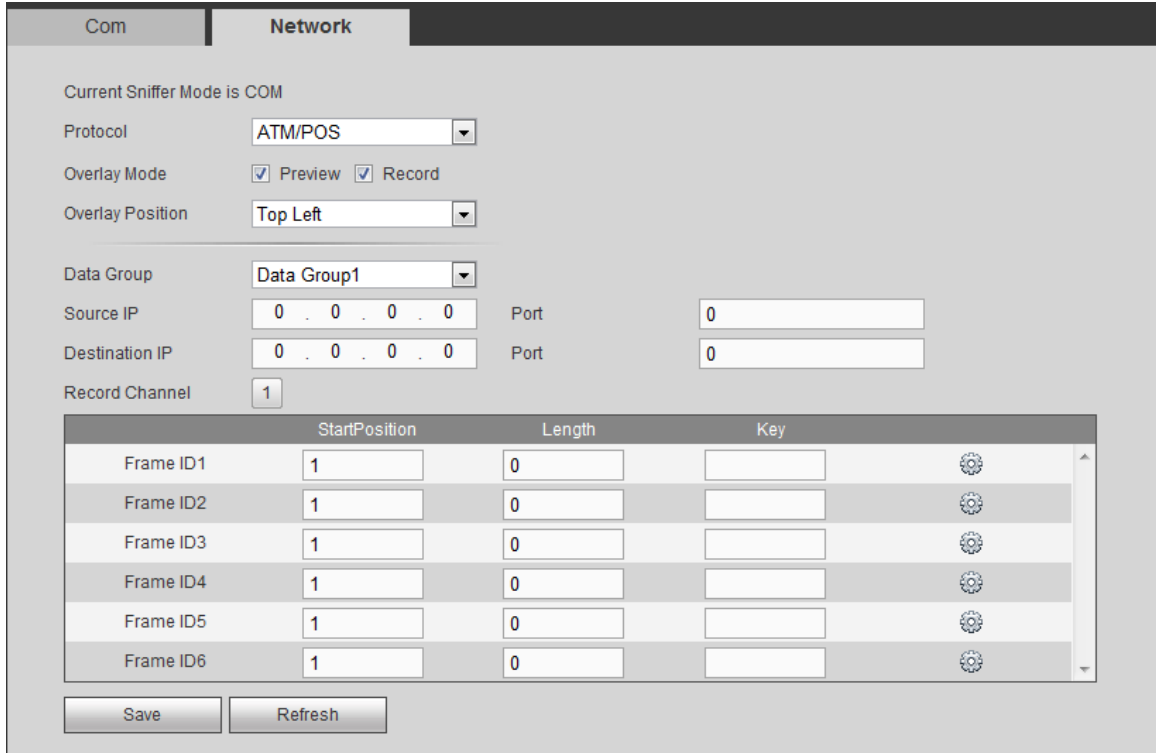 Com Network
Current Sniffer Mode is COM
Protocol ATM/POS
Overlay Mode Preview Record
Overlay Position Top Left
Data Group Data Group1
Source IP 0 . 0 . 0 . 0 Port 0
Destination IP 0 . 0 . 0 . 0 Port 0
Record Channel 1
StartPosition Length Key
Frame ID1 1 0
Frame ID2 1 0
Frame ID3 1 0
Frame ID4 1 0
Frame ID5 1 0
Frame ID6 1 0
Save Refresh